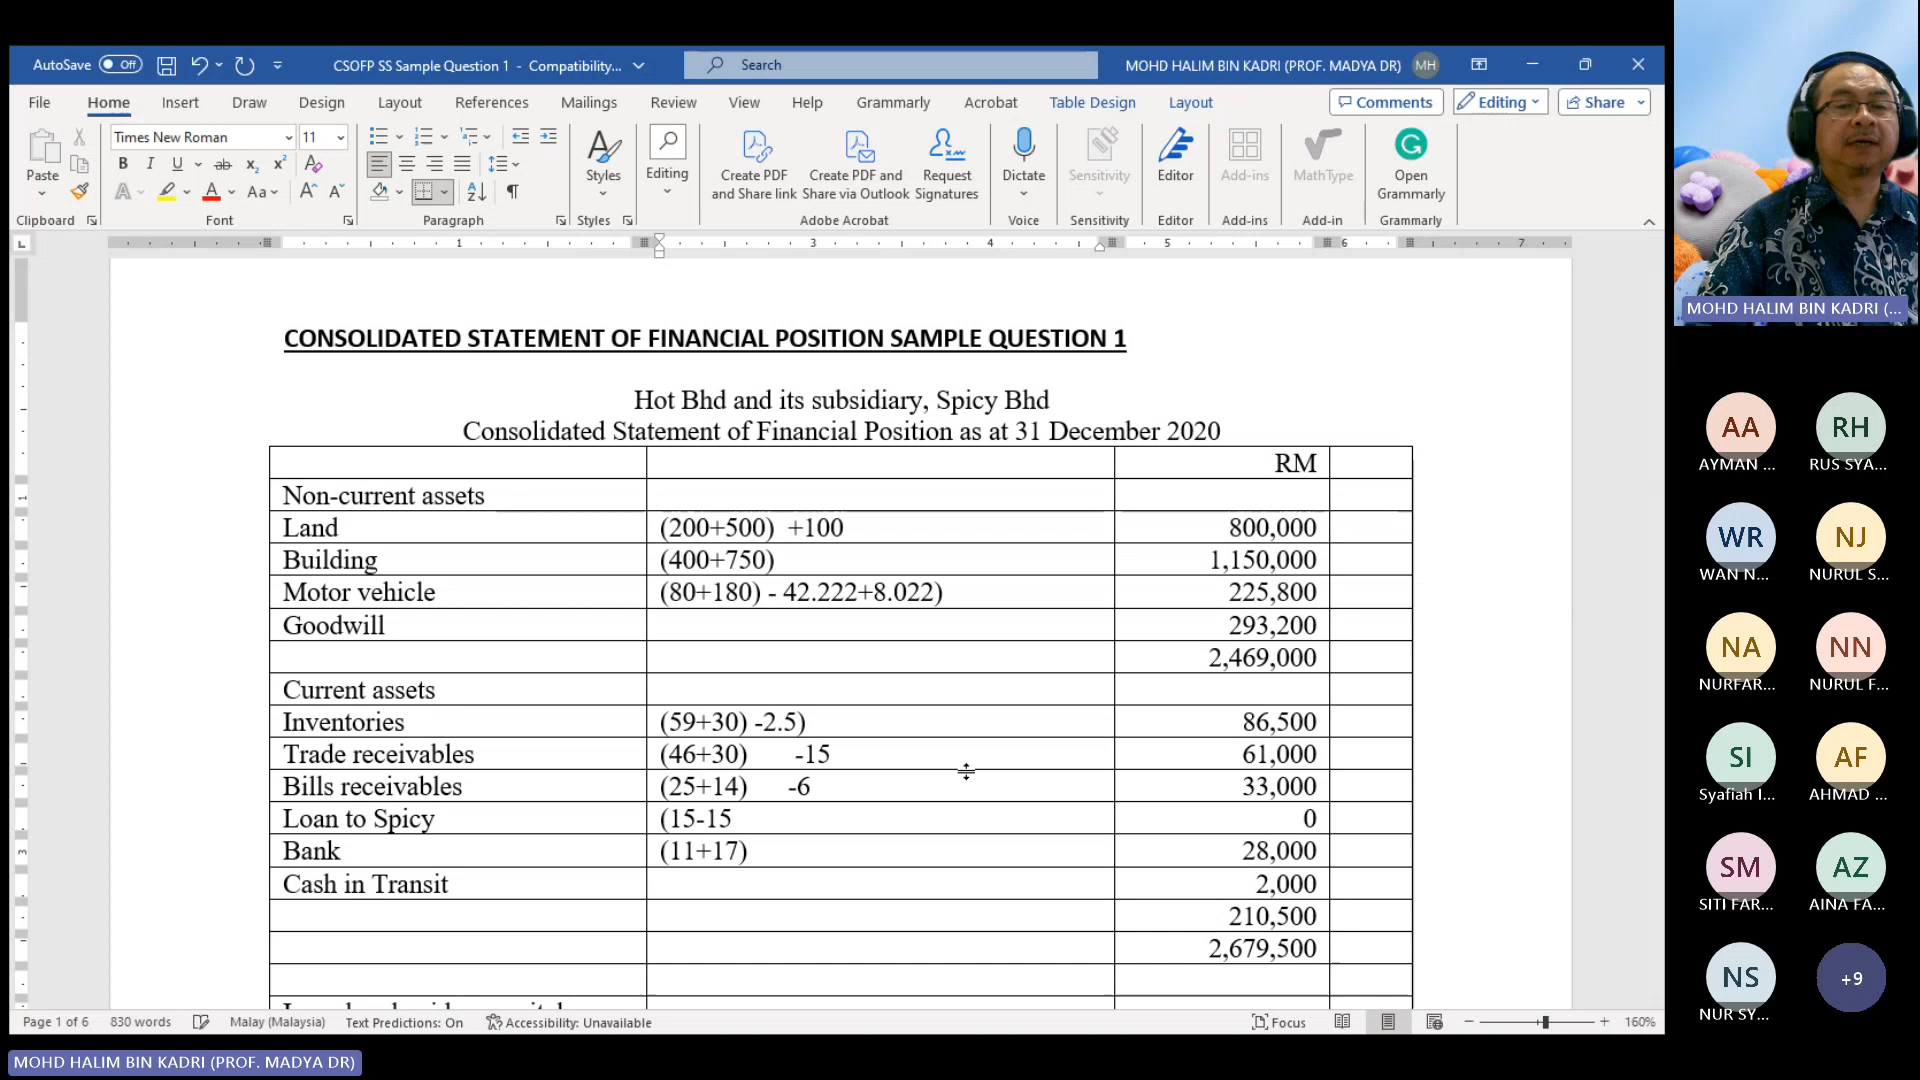 AutoSave Off CSOFP SS Sample Question 1 - Compatibility... Search MOHD HALIM BIN KADRI (PROF. MADYA DR) MH
File Home Insert Draw Design Layout References Mailings Review View Help Grammarly Acrobat Table Design Layout Comments Editing Share
Times New Roman 11
Paste Styles Editing Create PDF and Share link Create PDF and Share via Outlook Request Signatures Dictate Sensitivity Editor Add-ins MathType Open Grammarly
Clipboard Font Paragraph Styles Adobe Acrobat Voice Sensitivity Editor Add-ins Add-in Grammarly
1 3 4 5 6 7
CONSOLIDATED STATEMENT OF FINANCIAL POSITION SAMPLE QUESTION 1
Hot Bhd and its subsidiary, Spicy Bhd
Consolidated Statement of Financial Position as at 31 December 2020
RM
Non-current assets
Land (200+500) +100 800,000
Building (400+750) 1,150,000
Motor vehicle (80+180) - 42.222+8.022) 225,800
Goodwill 293,200
2,469,000
Current assets
Inventories (59+30) -2.5) 86,500
Trade receivables (46+30) -15 61,000
Bills receivables (25+14) -6 33,000
Loan to Spicy (15-15 0
Bank (11+17) 28,000
Cash in Transit 2,000
210,500
2,679,500
Page 1 of 6 830 words Malay (Malaysia) Text Predictions: On Accessibility: Unavailable Focus 160%
MOHD HALIM BIN KADRI (PROF. MADYA DR)
MOHD HALIM BIN KADRI (...
AA RH
AYMAN ... RUS SYA...
WR NJ
WAN N... NURUL S...
NA NN
NURFAR... NURUL F...
SI AF
Syafiah I... AHMAD ...
SM AZ
SITI FAR... AINA FA...
NS +9
NUR SY...